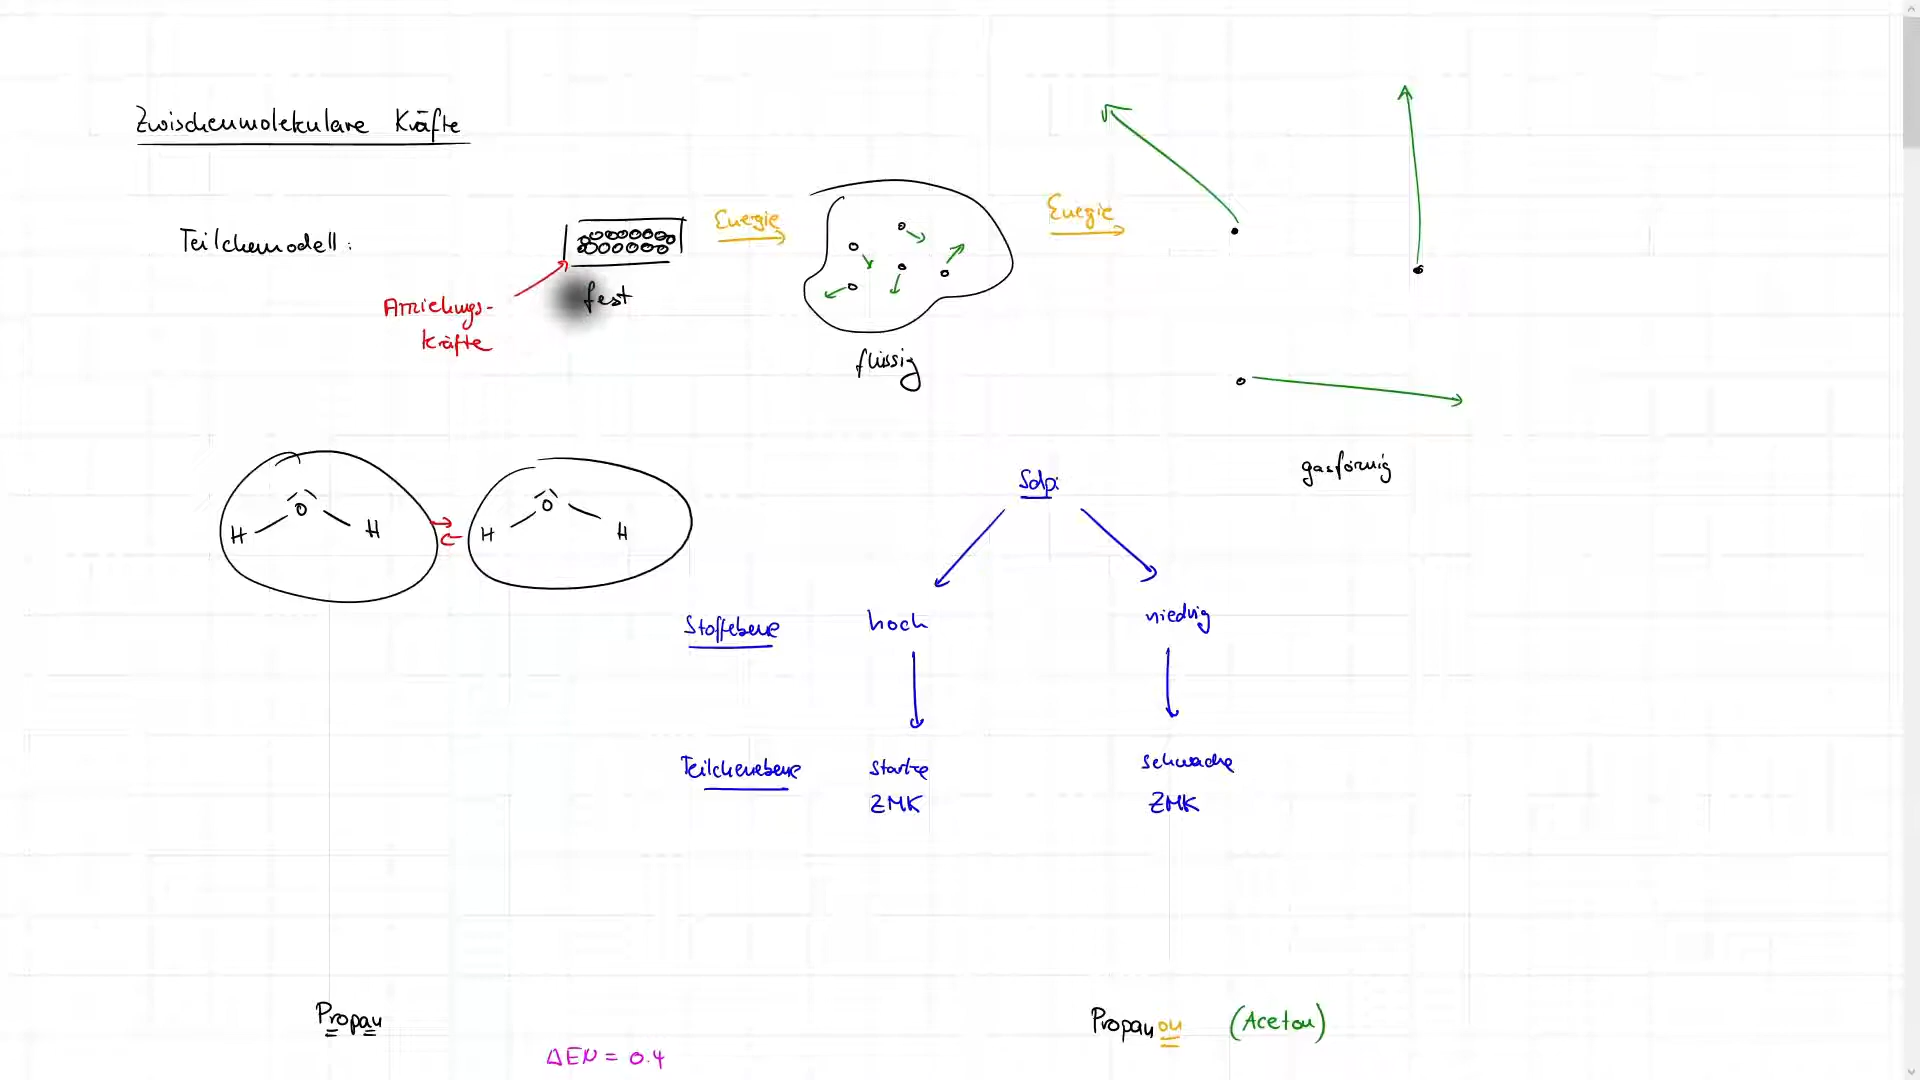 Zwischenmolekulare Kräfte
Teilchenmodell:
Energie
Energie
Anziehungs-
kräfte
fest
flüssig
gasförmig
H O H
H O H
Sdp:
Stoffebene hoch niedrig
Teilchenebene starke schwache
ZMK ZMK
Propan
Propanon (Aceton)
ΔEN = 0.4